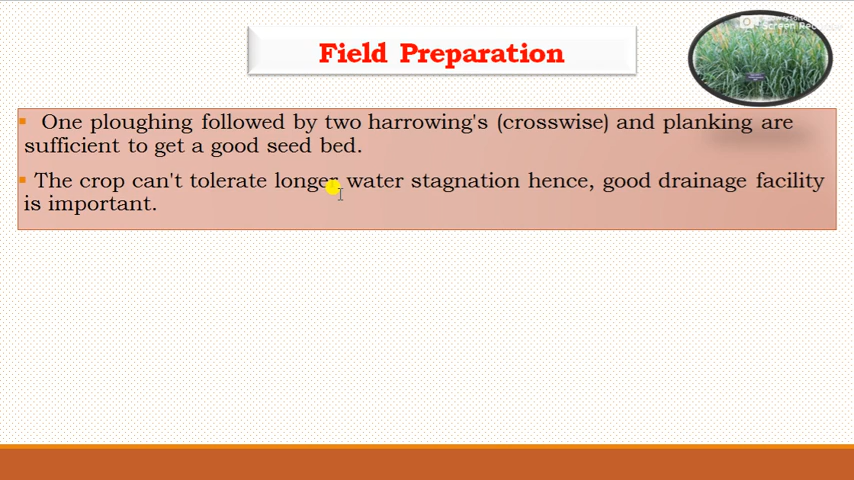 Field Preparation
One ploughing followed by two harrowing's (crosswise) and planking are
sufficient to get a good seed bed.
The crop can't tolerate longer water stagnation hence, good drainage facility
is important.